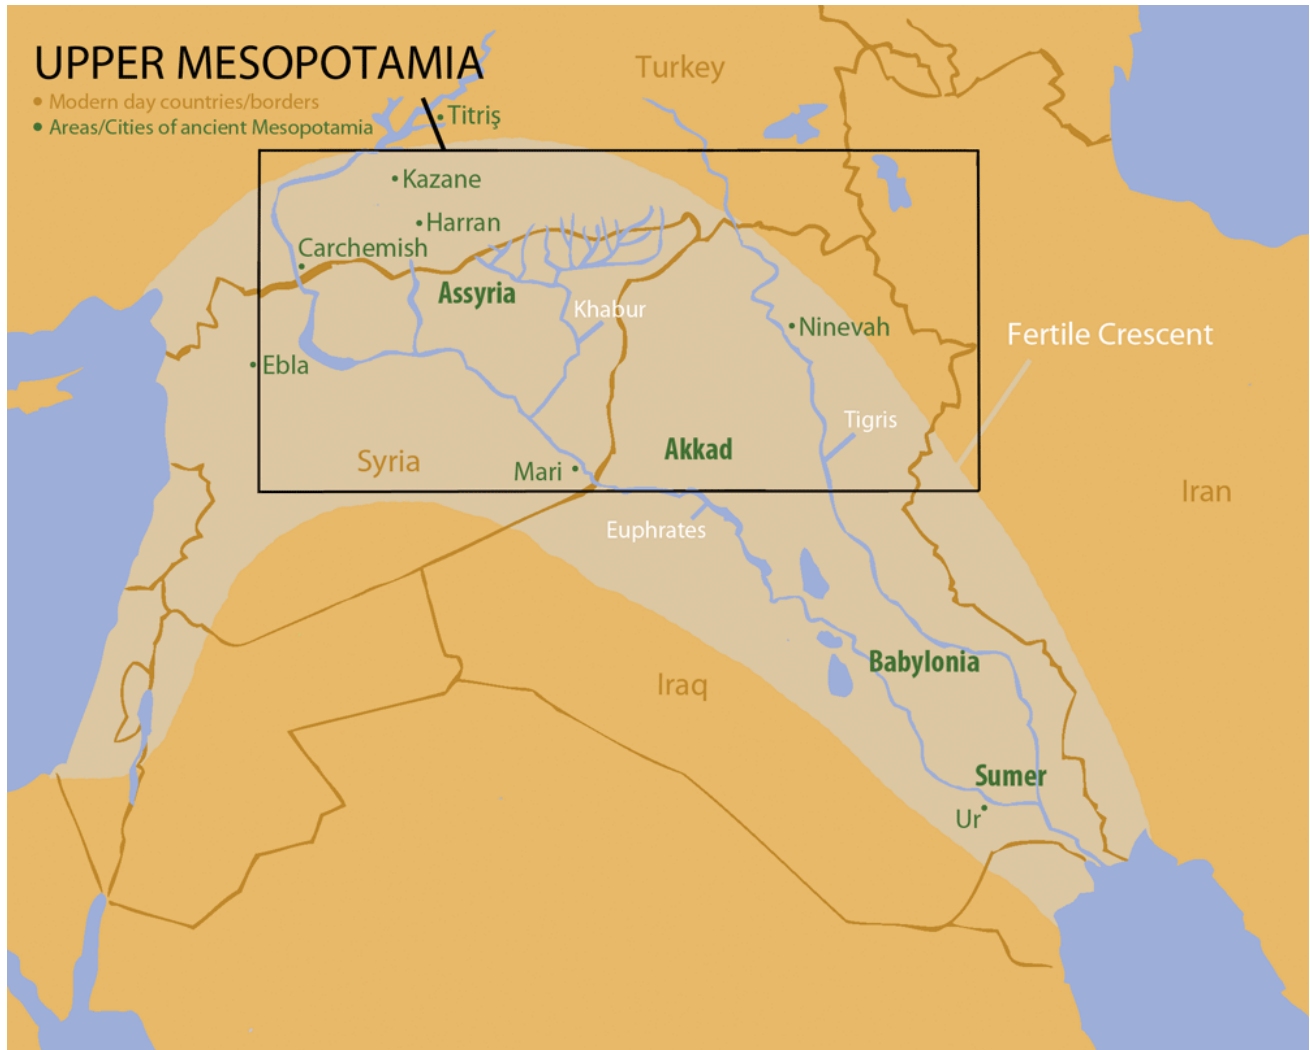 UPPER MESOPOTAMIA
• Modern day countries/borders
• Areas/Cities of ancient Mesopotamia
Turkey
Titriş
Kazane
Harran
Carchemish
Assyria
Khabur
Ninevah
Fertile Crescent
Ebla
Tigris
Syria
Akkad
Mari
Iran
Euphrates
Babylonia
Iraq
Sumer
Ur